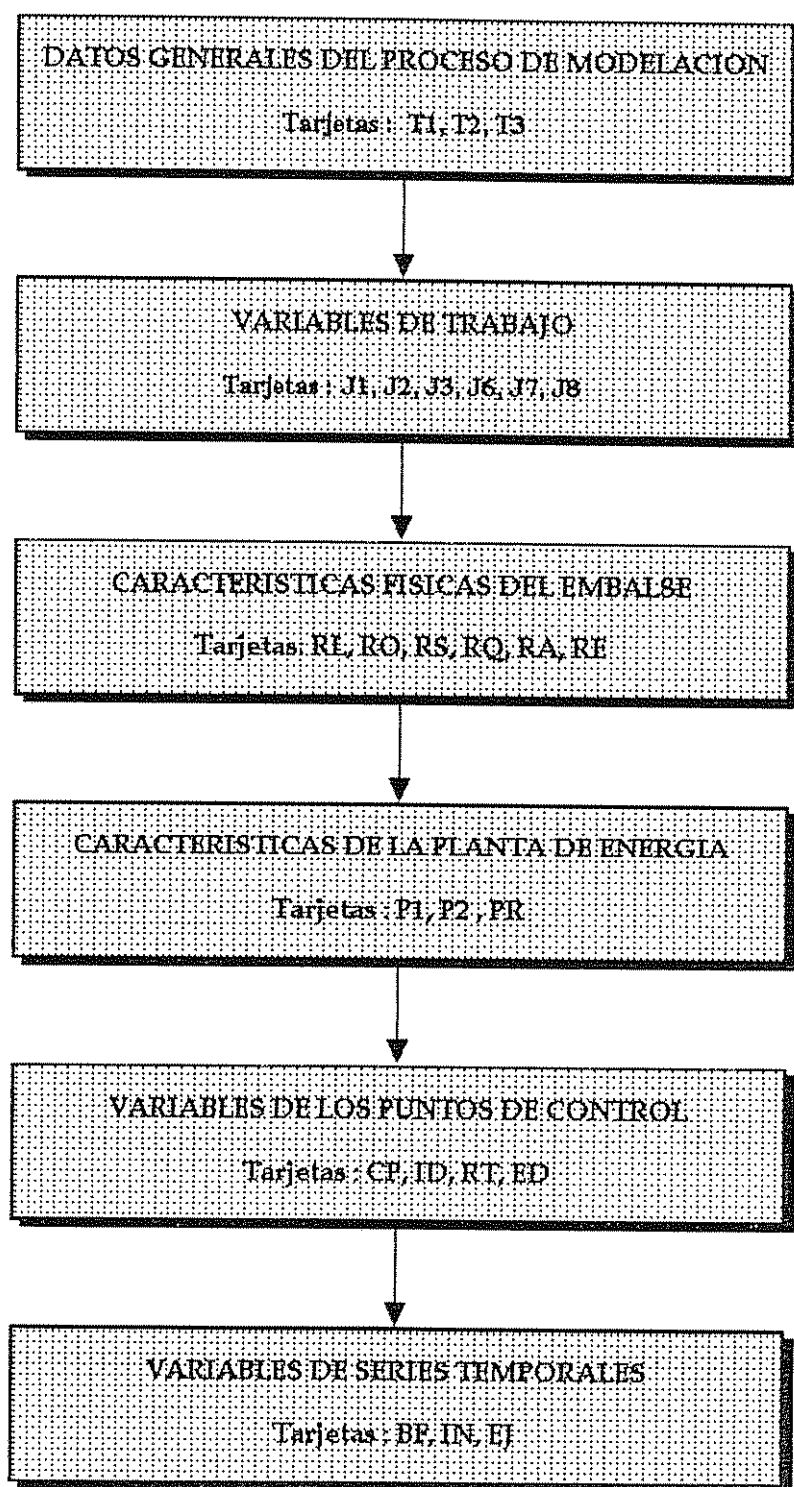 DATOS GENERALES DEL PROCESO DE MODELACION
Tarjetas : T1, T2, T3
VARIABLES DE TRABAJO
Tarjetas : J1, J2, J3, J6, J7, J8
CARACTERISTICAS FISICAS DEL EMBALSE
Tarjetas: RL, RO, RS, RQ, RA, RE
CARACTERISTICAS DE LA PLANTA DE ENERGIA
Tarjetas : P1, P2 , PR
VARIABLES DE LOS PUNTOS DE CONTROL
Tarjetas : CP, ID, RT, ED
VARIABLES DE SERIES TEMPORALES
Tarjetas : BF, IN, EJ